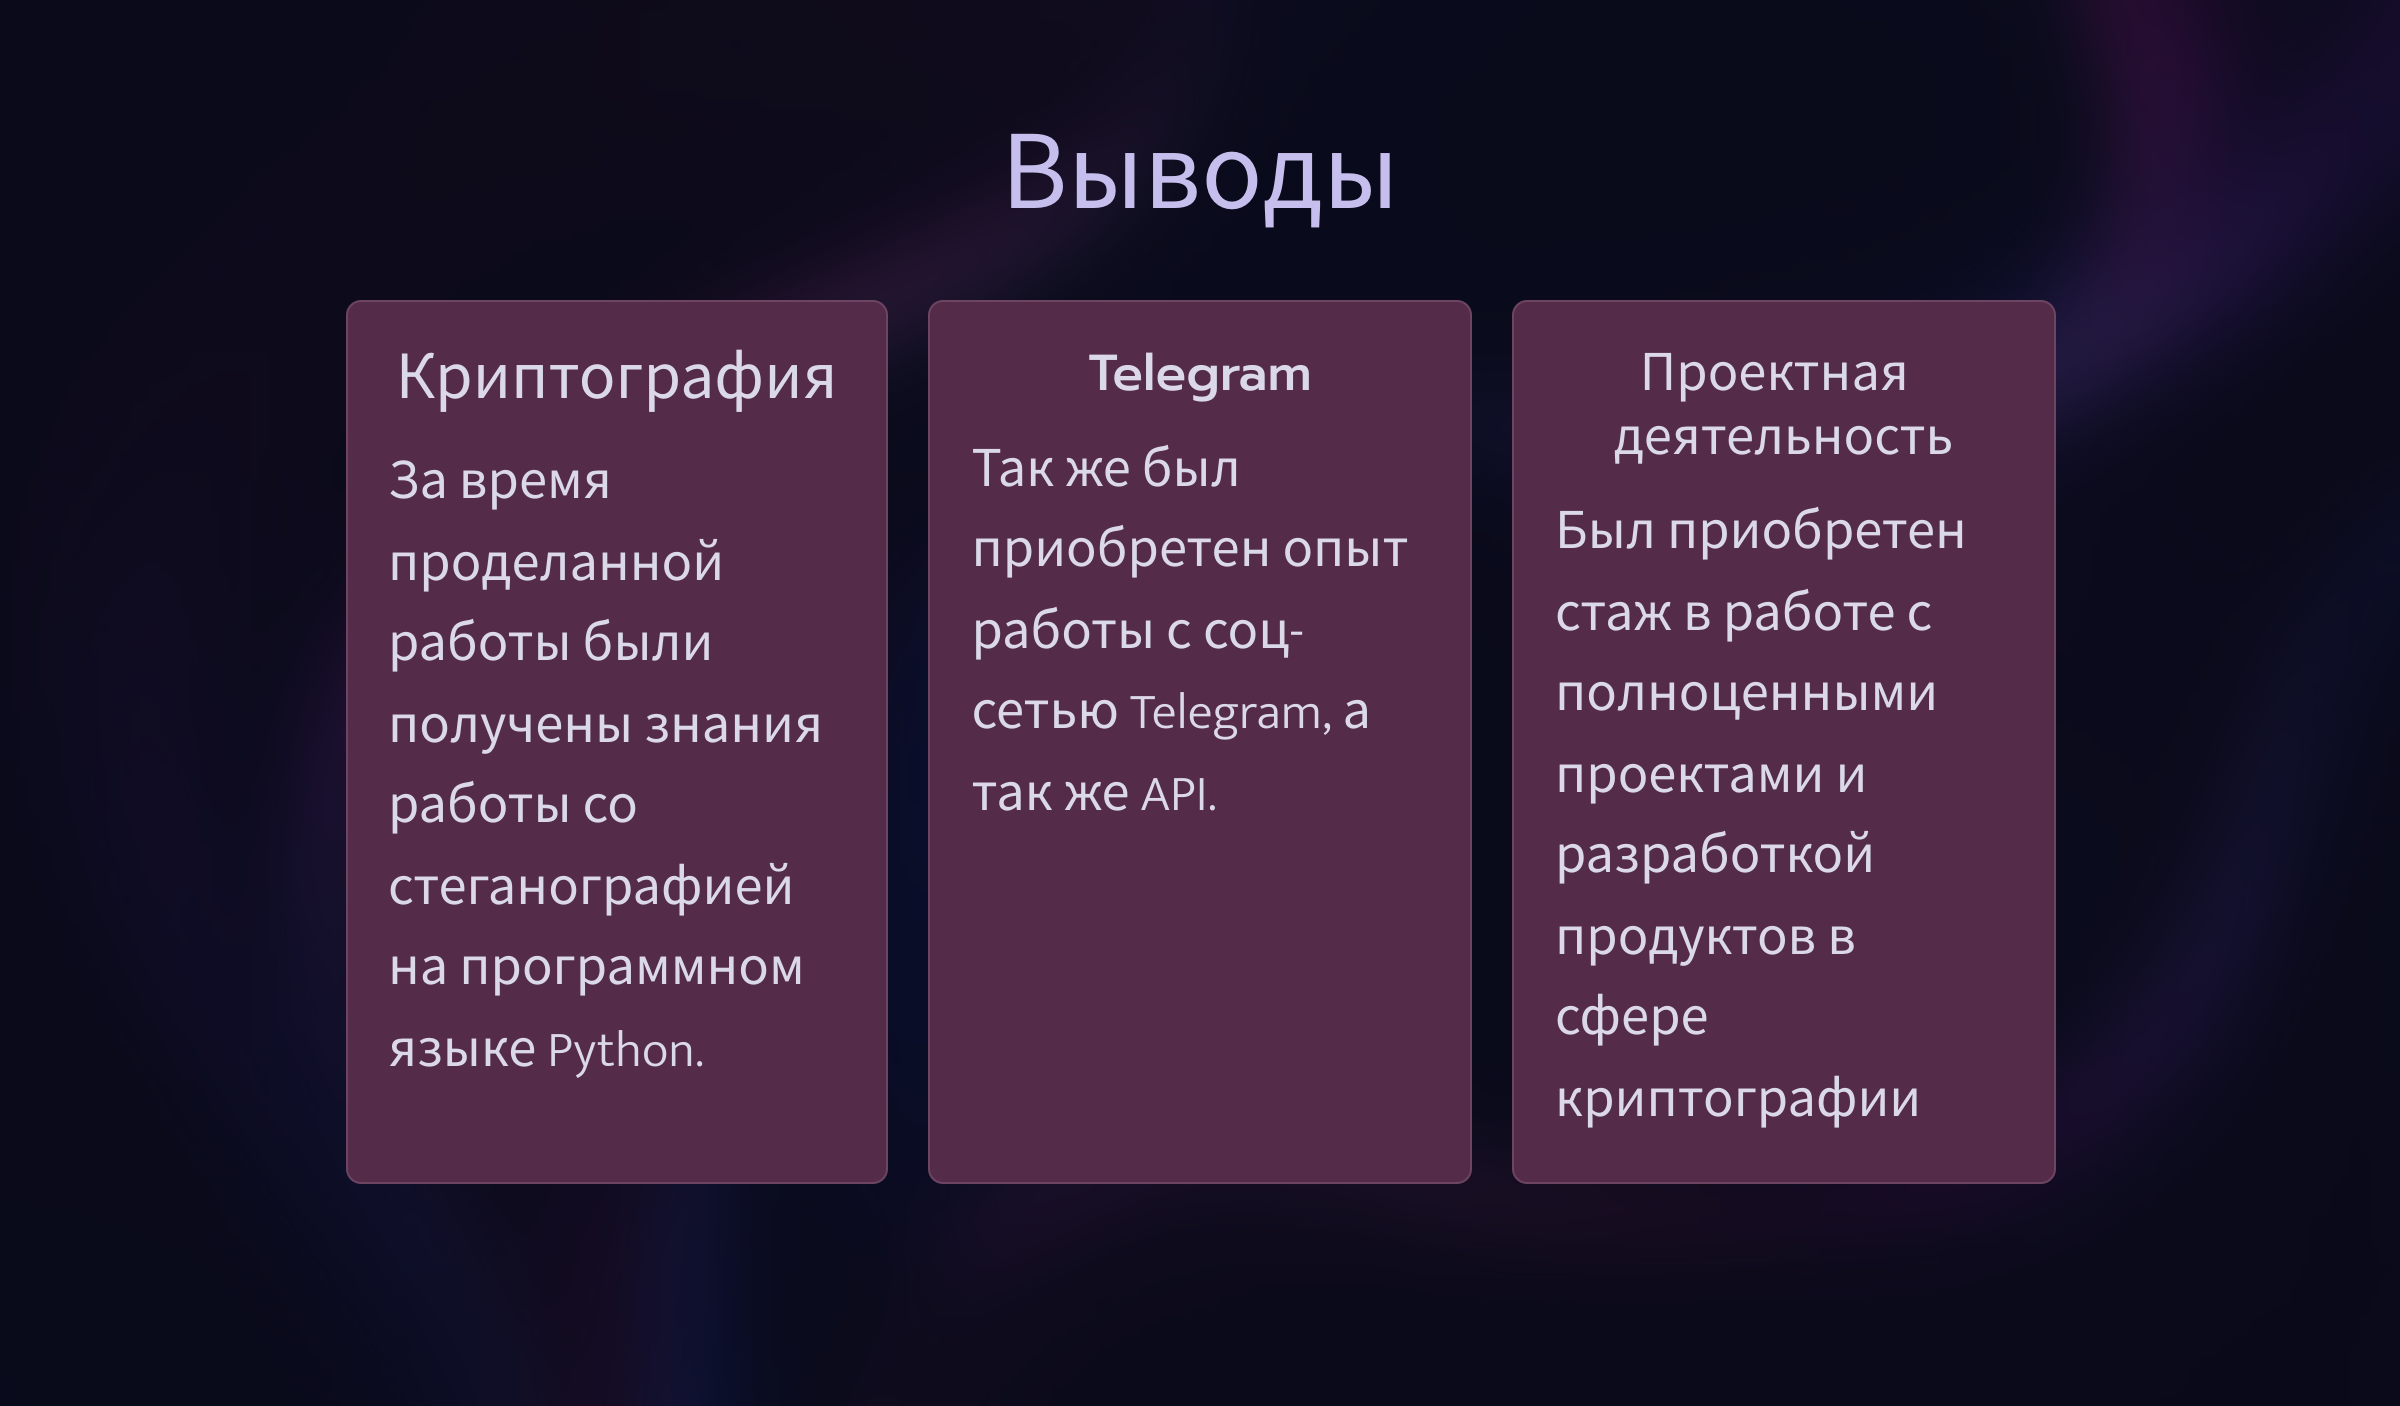 Выводы
Криптография
За время
проделанной
работы были
получены знания
работы со
стеганографией
на программном
языке Python.
Telegram
Так же был
приобретен опыт
работы с соц-
сетью Telegram, а
так же API.
Проектная
деятельность
Был приобретен
стаж в работе с
полноценными
проектами и
разработкой
продуктов в
сфере
криптографии